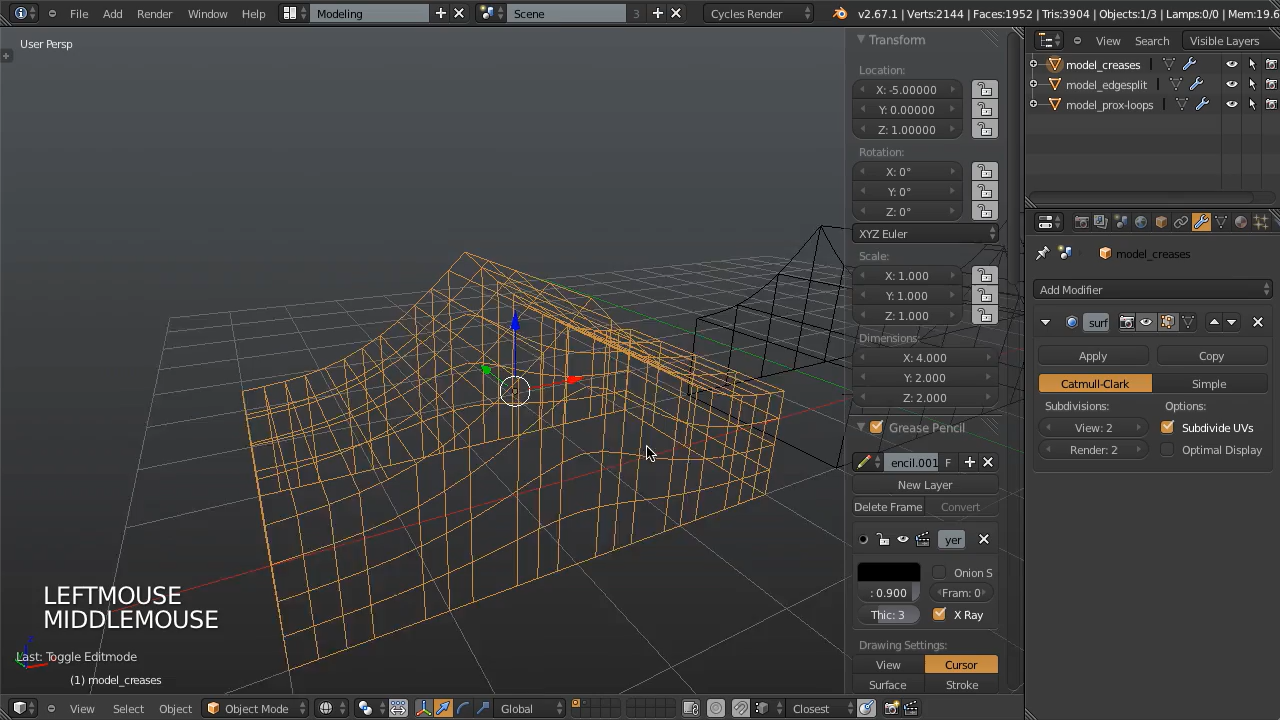 File Add Render Window Help Modeling Scene 3 Cycles Render v2.67.1 | Verts:2144 | Faces:1952 | Tris:3904 | Objects:1/3 | Lamps:0/0 | Mem:19.6
User Persp
Transform
Location:
X: -5.00000
Y: 0.00000
Z: 1.00000
Rotation:
X: 0°
Y: 0°
Z: 0°
XYZ Euler
Scale:
X: 1.000
Y: 1.000
Z: 1.000
Dimensions:
X: 4.000
Y: 2.000
Z: 2.000
Grease Pencil
encil.001 F
New Layer
Delete Frame Convert
yer
Onion S
: 0.900 Fram: 0
Thic: 3 X Ray
Drawing Settings:
View Cursor
Surface Stroke
View Search Visible Layers
model_creases
model_edgesplit
model_prox-loops
model_creases
Add Modifier
surf
Apply Copy
Catmull-Clark Simple
Subdivisions: Options:
View: 2 Subdivide UVs
Render: 2 Optimal Display
LEFTMOUSE
MIDDLEMOUSE
Last: Toggle Editmode
(1) model_creases
View Select Object Object Mode Global Closest